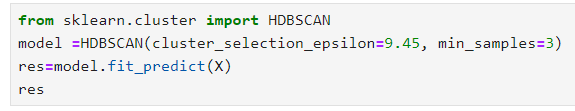 from sklearn.cluster import HDBSCAN
model =HDBSCAN(cluster_selection_epsilon=9.45, min_samples=3)
res=model.fit_predict(X)
res